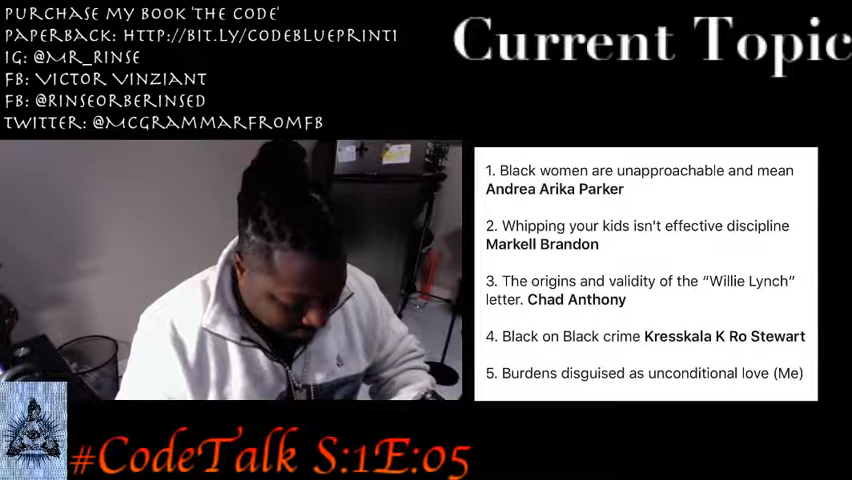 PURCHASE MY BOOK 'THE CODE'
PAPERBACK: HTTP://BIT.LY/CODEBLUEPRINT1
IG: @MR_RINSE
FB: VICTOR VINZIANT
FB: @RINSEORBERINSED
TWITTER: @MCGRAMMARFROMFB
Current Topic
1. Black women are unapproachable and mean
Andrea Arika Parker
2. Whipping your kids isn't effective discipline
Markell Brandon
3. The origins and validity of the “Willie Lynch”
letter. Chad Anthony
4. Black on Black crime Kresskala K Ro Stewart
5. Burdens disguised as unconditional love (Me)
#CodeTalk S:1E:05